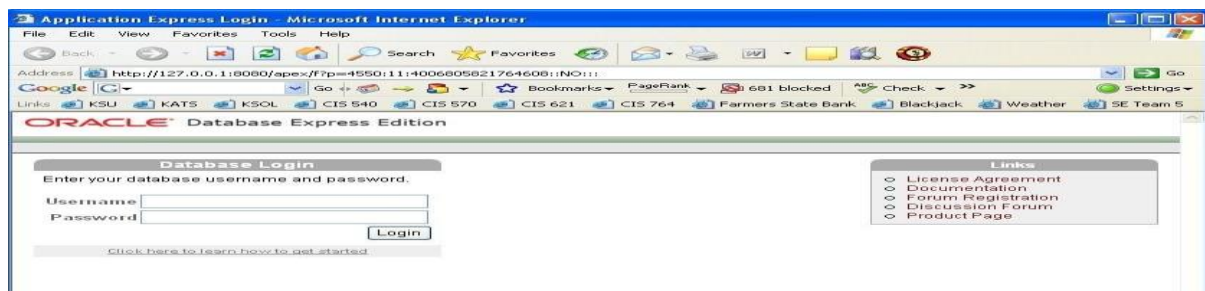 Application Express Login - Microsoft Internet Explorer
File Edit View Favorites Tools Help
Back Search Favorites
Address http://127.0.0.1:8080/apex/f?p=4550:11:4006805821764608::NO:::
Google G Go Bookmarks PageRank 681 blocked ABC Check >> Settings
Links KSU KATS KSOL CIS 540 CIS 570 CIS 621 CIS 764 Farmers State Bank Blackjack Weather SE Team 5
ORACLE Database Express Edition
Database Login
Enter your database username and password.
Username
Password
Login
Click here to learn how to get started
Links
License Agreement
Documentation
Forum Registration
Discussion Forum
Product Page